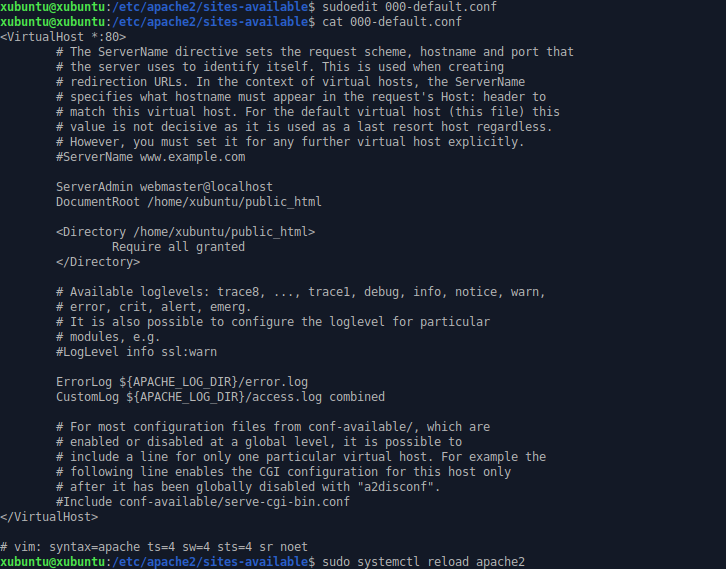 xubuntu@xubuntu:/etc/apache2/sites-available$ sudoedit 000-default.conf
xubuntu@xubuntu:/etc/apache2/sites-available$ cat 000-default.conf
<VirtualHost *:80>
        # The ServerName directive sets the request scheme, hostname and port that
        # the server uses to identify itself. This is used when creating
        # redirection URLs. In the context of virtual hosts, the ServerName
        # specifies what hostname must appear in the request's Host: header to
        # match this virtual host. For the default virtual host (this file) this
        # value is not decisive as it is used as a last resort host regardless.
        # However, you must set it for any further virtual host explicitly.
        #ServerName www.example.com

        ServerAdmin webmaster@localhost
        DocumentRoot /home/xubuntu/public_html

        <Directory /home/xubuntu/public_html>
                Require all granted
        </Directory>

        # Available loglevels: trace8, ..., trace1, debug, info, notice, warn,
        # error, crit, alert, emerg.
        # It is also possible to configure the loglevel for particular
        # modules, e.g.
        #LogLevel info ssl:warn

        ErrorLog ${APACHE_LOG_DIR}/error.log
        CustomLog ${APACHE_LOG_DIR}/access.log combined

        # For most configuration files from conf-available/, which are
        # enabled or disabled at a global level, it is possible to
        # include a line for only one particular virtual host. For example the
        # following line enables the CGI configuration for this host only
        # after it has been globally disabled with "a2disconf".
        #Include conf-available/serve-cgi-bin.conf
</VirtualHost>

# vim: syntax=apache ts=4 sw=4 sts=4 sr noet
xubuntu@xubuntu:/etc/apache2/sites-available$ sudo systemctl reload apache2